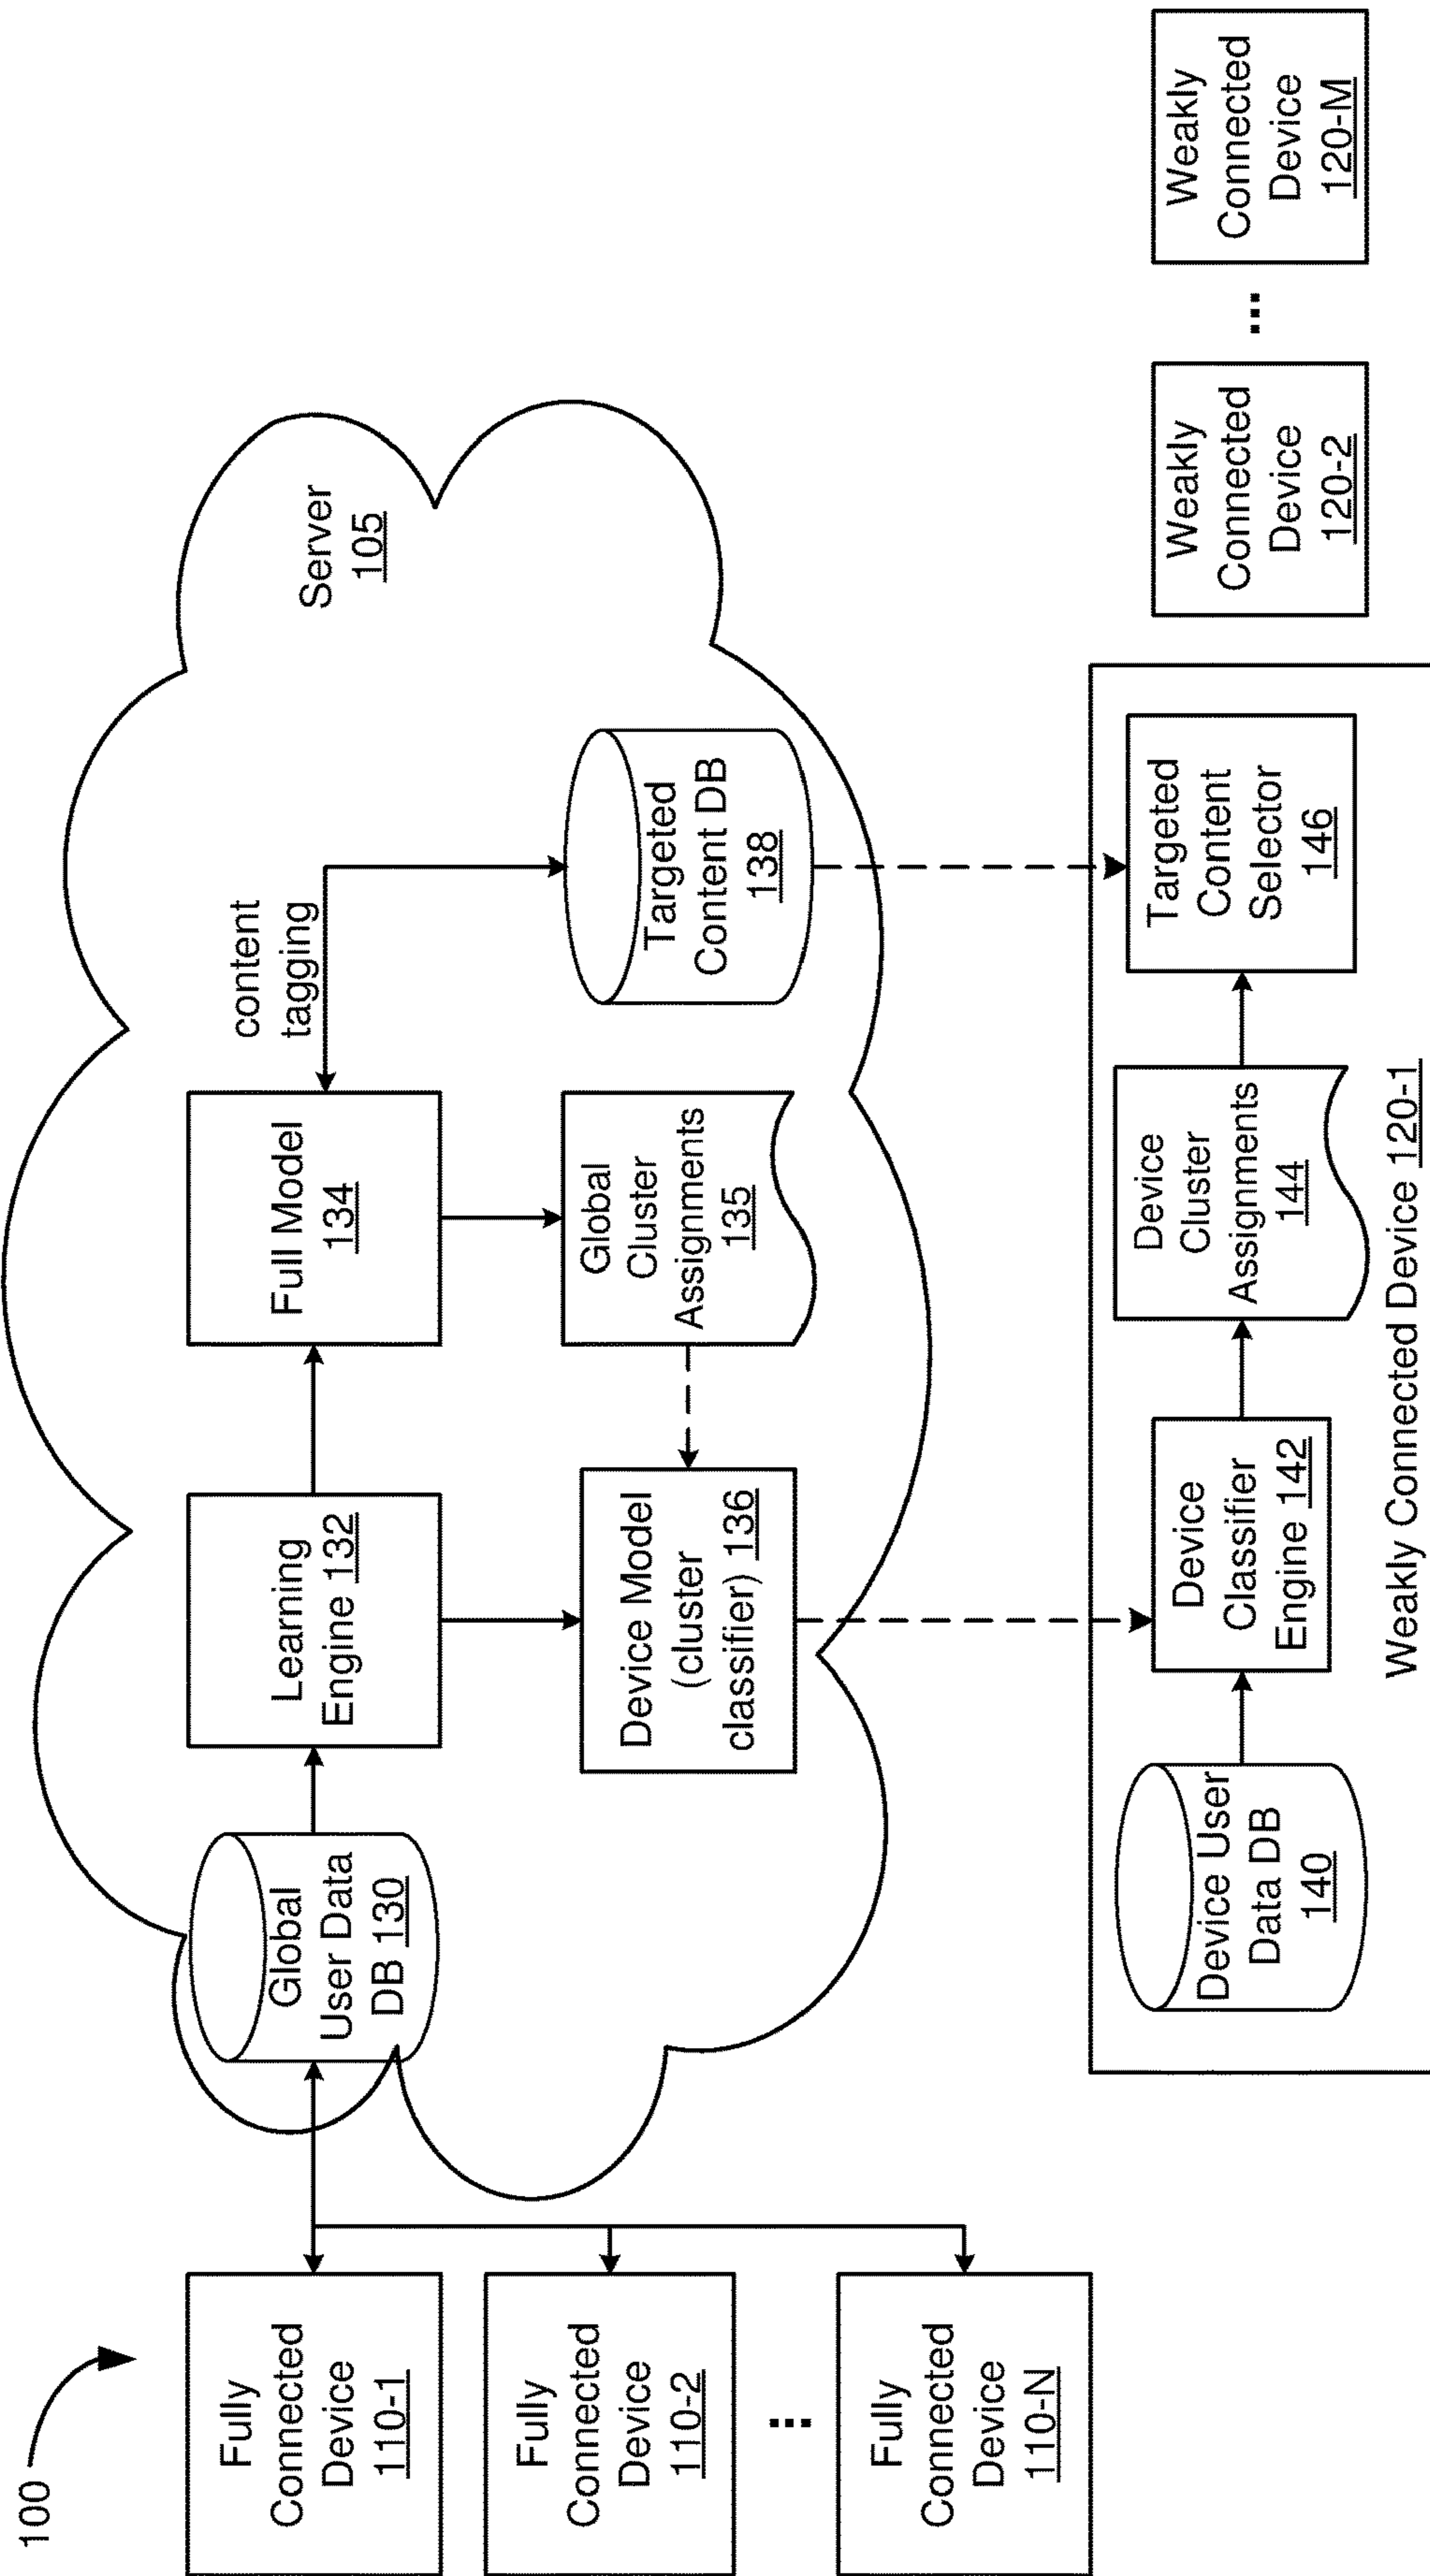 100
Fully
Connected
Device
110-1
Fully
Connected
Device
110-2
...
Fully
Connected
Device
110-N
Server
105
Global
User Data
DB 130
Learning
Engine 132
Full Model
134
content
tagging
Device Model
(cluster
classifier) 136
Global
Cluster
Assignments
135
Targeted
Content DB
138
Device User
Data DB
140
Device
Classifier
Engine 142
Device
Cluster
Assignments
144
Targeted
Content
Selector
146
Weakly Connected Device 120-1
Weakly
Connected
Device
120-2
...
Weakly
Connected
Device
120-M